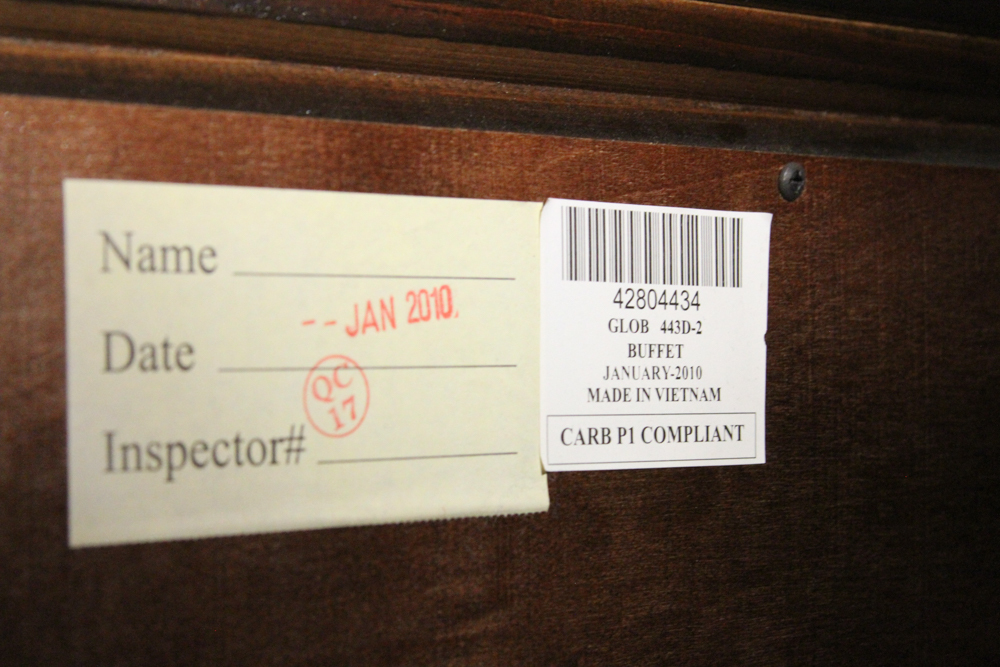 Name
-- JAN 2010.
Date
QC
17
Inspector#
42804434
GLOB 443D-2
BUFFET
JANUARY-2010
MADE IN VIETNAM
CARB P1 COMPLIANT